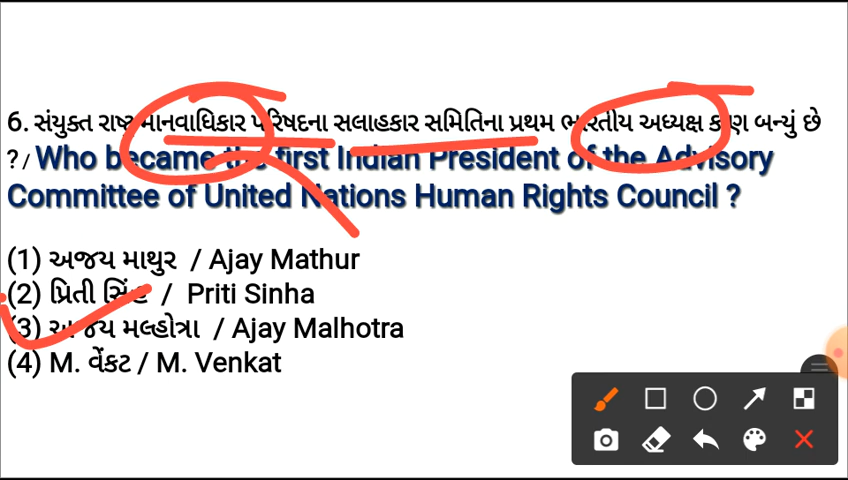 6. સંયુક્ત રાષ્ટ્ર માનવાધિકાર પરિષદના સલાહકાર સમિતિના પ્રથમ ભારતીય અધ્યક્ષ કોણ બન્યું છે
? / Who became the first Indian President of the Advisory
Committee of United Nations Human Rights Council ?
(1) અજય માથુર / Ajay Mathur
(2) પ્રિતી સિંહ / Priti Sinha
(3) અજય મલ્હોત્રા / Ajay Malhotra
(4) M. વેંકટ / M. Venkat